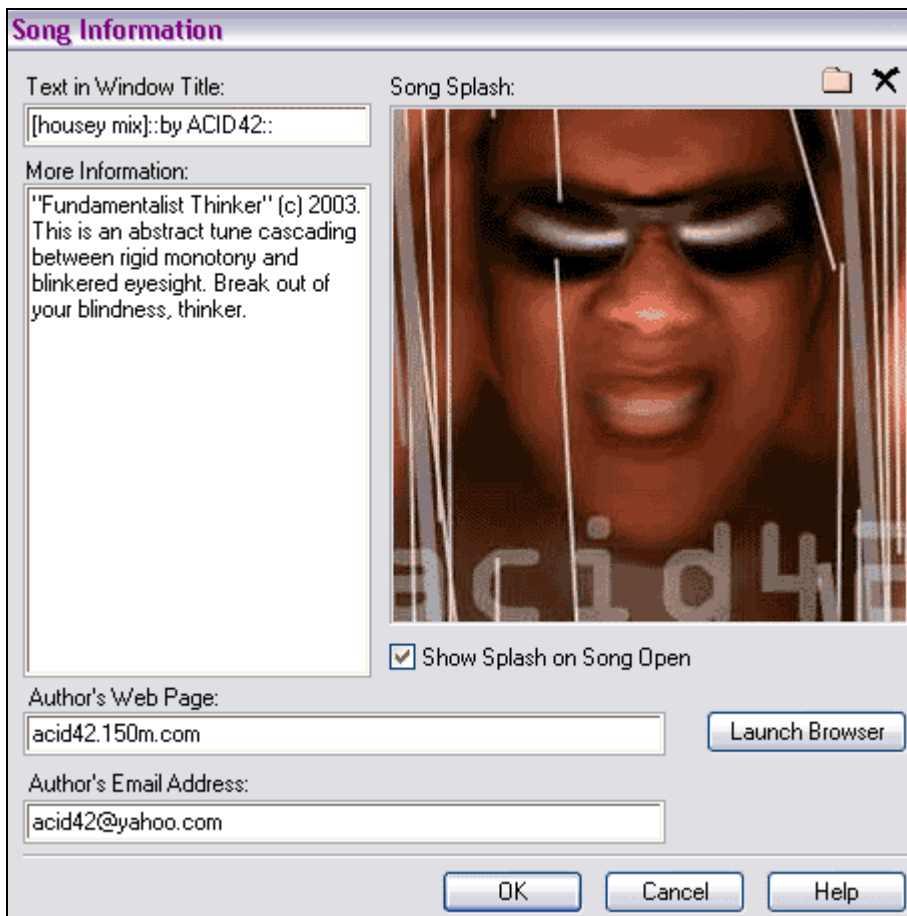 Song Information
Text in Window Title:
[housey mix]::by ACID42::
More Information:
"Fundamentalist Thinker" (c) 2003.
This is an abstract tune cascading
between rigid monotony and
blinkered eyesight. Break out of
your blindness, thinker.
Song Splash:
acid42
Show Splash on Song Open
Author's Web Page:
acid42.150m.com
Launch Browser
Author's Email Address:
acid42@yahoo.com
OK
Cancel
Help